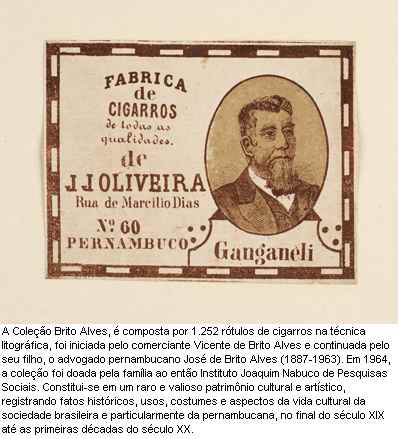 FABRICA
de
CIGARROS
de todas as
qualidades.
de
J J OLIVEIRA
Rua de Marcilio Dias
Nº 60
PERNAMBUCO
Ganganéli
A Coleção Brito Alves, é composta por 1.252 rótulos de cigarros na técnica
litográfica, foi iniciada pelo comerciante Vicente de Brito Alves e continuada pelo
seu filho, o advogado pernambucano José de Brito Alves (1887-1963). Em 1964,
a coleção foi doada pela família ao então Instituto Joaquim Nabuco de Pesquisas
Sociais. Constitui-se em um raro e valioso patrimônio cultural e artístico,
registrando fatos históricos, usos, costumes e aspectos da vida cultural da
sociedade brasileira e particularmente da pernambucana, no final do século XIX
até as primeiras décadas do século XX.